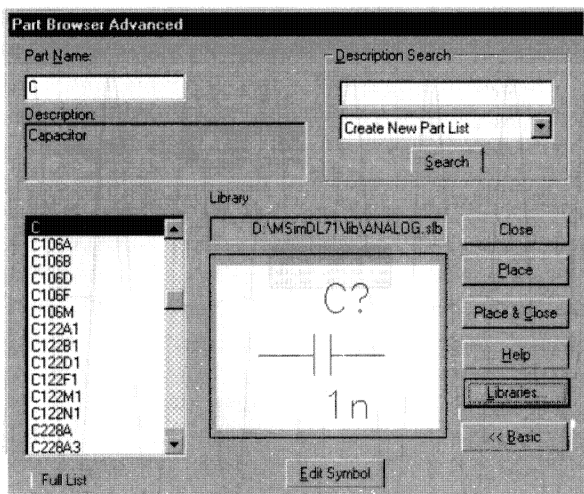 Part Browser Advanced
Part Name:
C
Description:
Capacitor
Description Search
Create New Part List
Search
C
C106A
C106B
C106D
C106F
C106M
C122A1
C122B1
C122D1
C122F1
C122M1
C122N1
C228A
C228A3
Full List
Library
D:\MSimDL71\lib\ANALOG.slb
C?
1n
Edit Symbol
Close
Place
Place & Close
Help
Libraries...
<< Basic